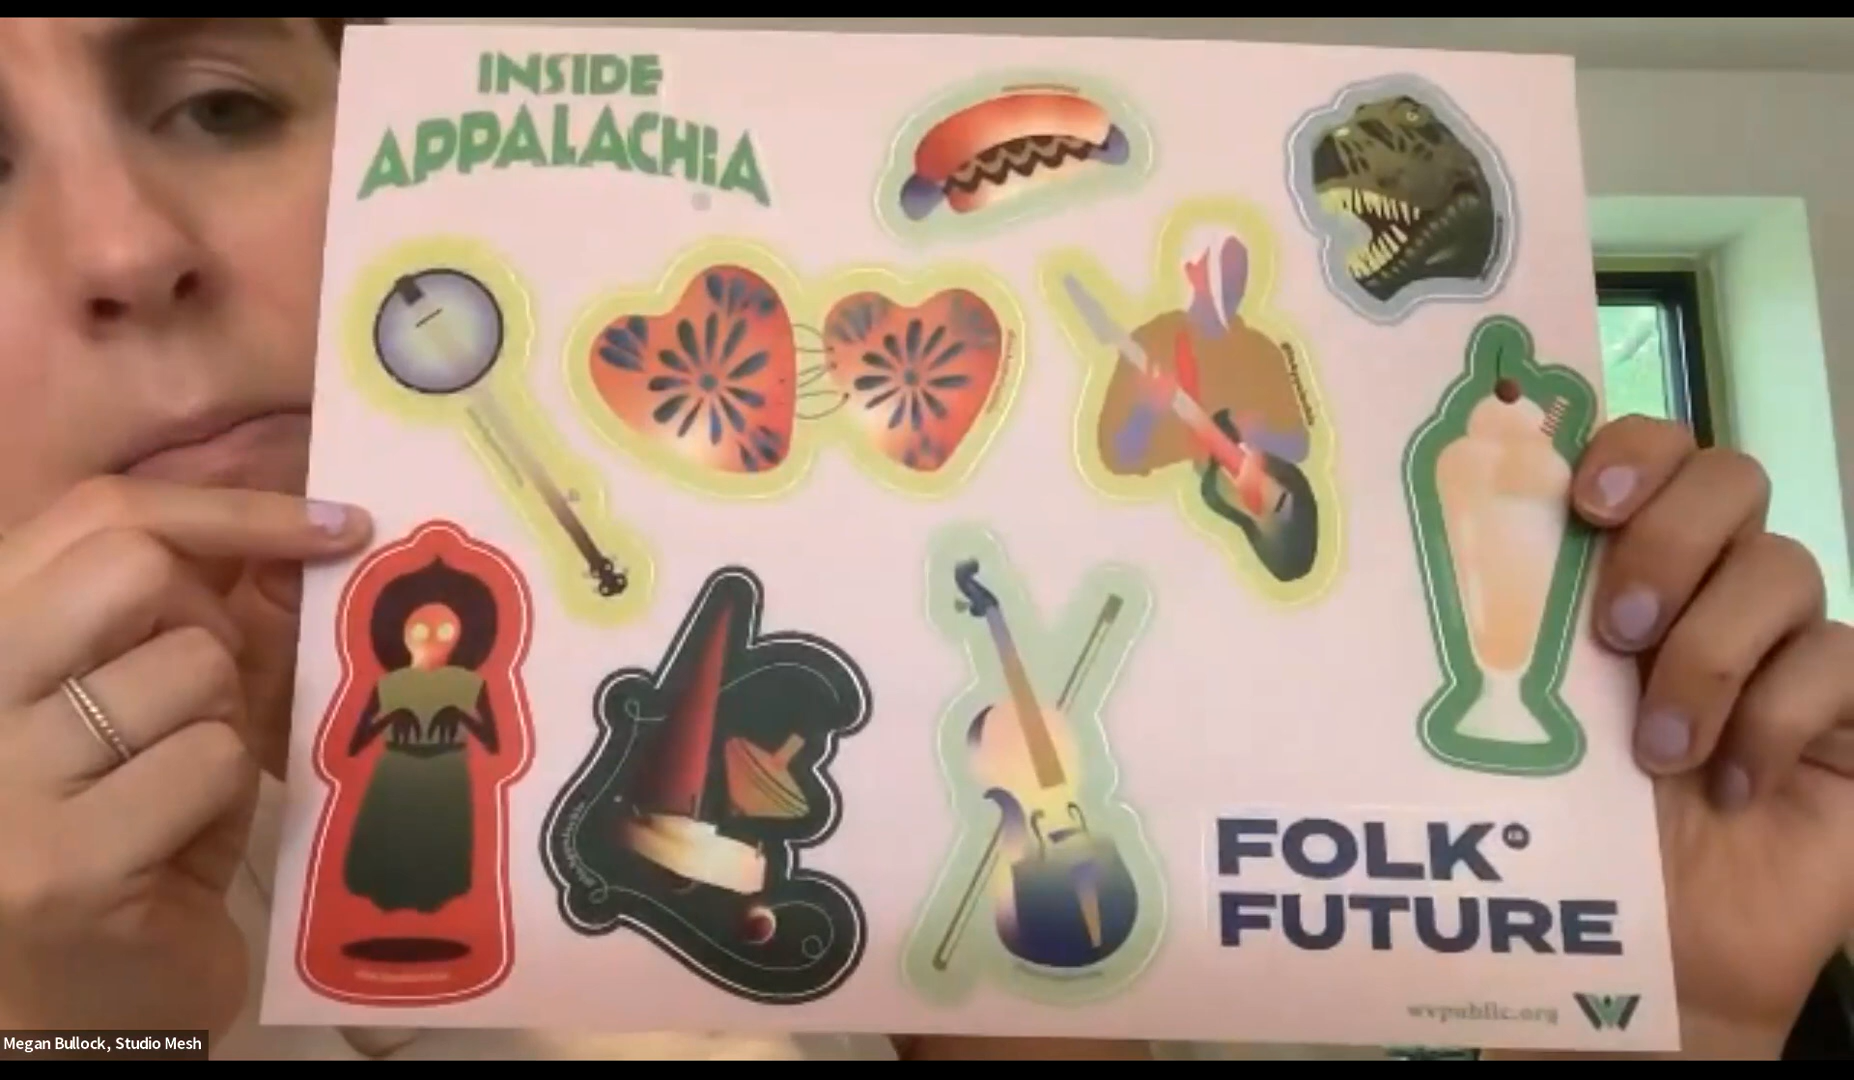 INSIDE
APPALACHIA
FOLK
FUTURE
wvpublic.org
Megan Bullock, Studio Mesh